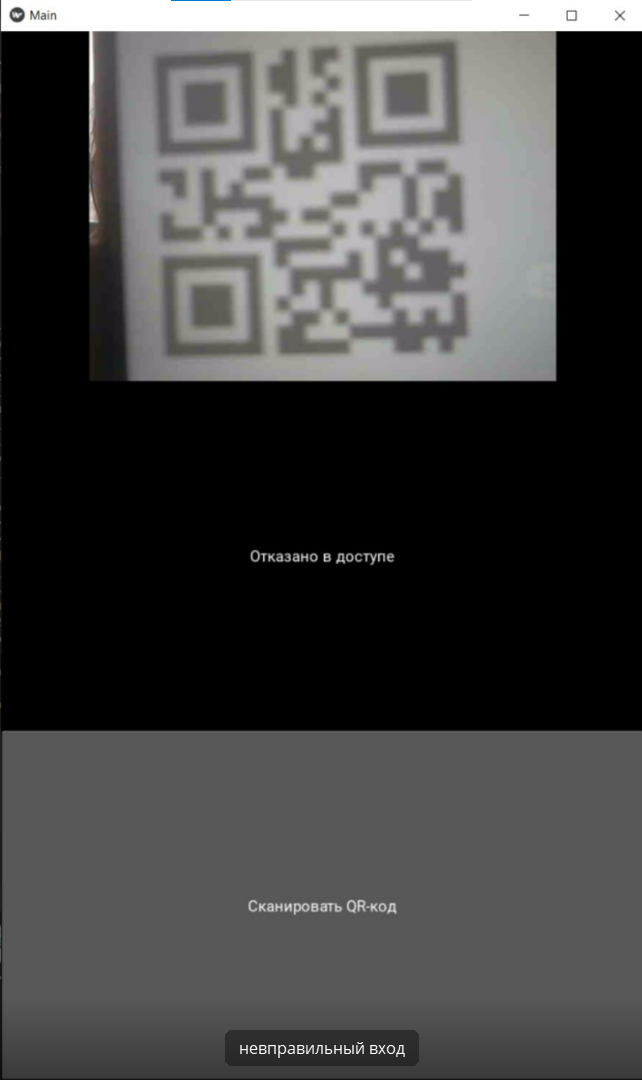 Main
Отказано в доступе
Сканировать QR-код
невправильный вход